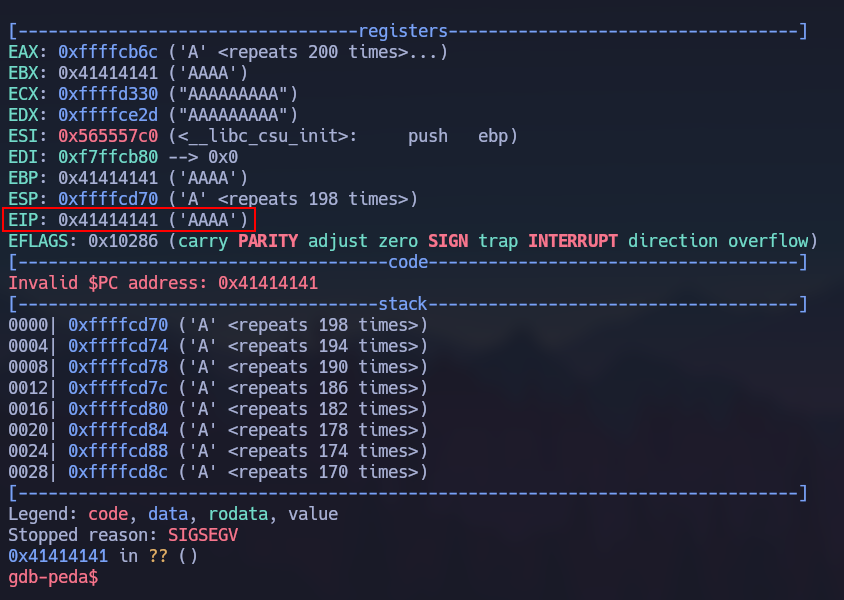 [----------------------------------registers-----------------------------------]
EAX: 0xffffcb6c ('A' <repeats 200 times>...)
EBX: 0x41414141 ('AAAA')
ECX: 0xffffd330 ("AAAAAAAAA")
EDX: 0xffffce2d ("AAAAAAAAA")
ESI: 0x565557c0 (<__libc_csu_init>:     push   ebp)
EDI: 0xf7ffcb80 --> 0x0
EBP: 0x41414141 ('AAAA')
ESP: 0xffffcd70 ('A' <repeats 198 times>)
EIP: 0x41414141 ('AAAA')
EFLAGS: 0x10286 (carry PARITY adjust zero SIGN trap INTERRUPT direction overflow)
[-------------------------------------code-------------------------------------]
Invalid $PC address: 0x41414141
[------------------------------------stack-------------------------------------]
0000| 0xffffcd70 ('A' <repeats 198 times>)
0004| 0xffffcd74 ('A' <repeats 194 times>)
0008| 0xffffcd78 ('A' <repeats 190 times>)
0012| 0xffffcd7c ('A' <repeats 186 times>)
0016| 0xffffcd80 ('A' <repeats 182 times>)
0020| 0xffffcd84 ('A' <repeats 178 times>)
0024| 0xffffcd88 ('A' <repeats 174 times>)
0028| 0xffffcd8c ('A' <repeats 170 times>)
[------------------------------------------------------------------------------]
Legend: code, data, rodata, value
Stopped reason: SIGSEGV
0x41414141 in ?? ()
gdb-peda$